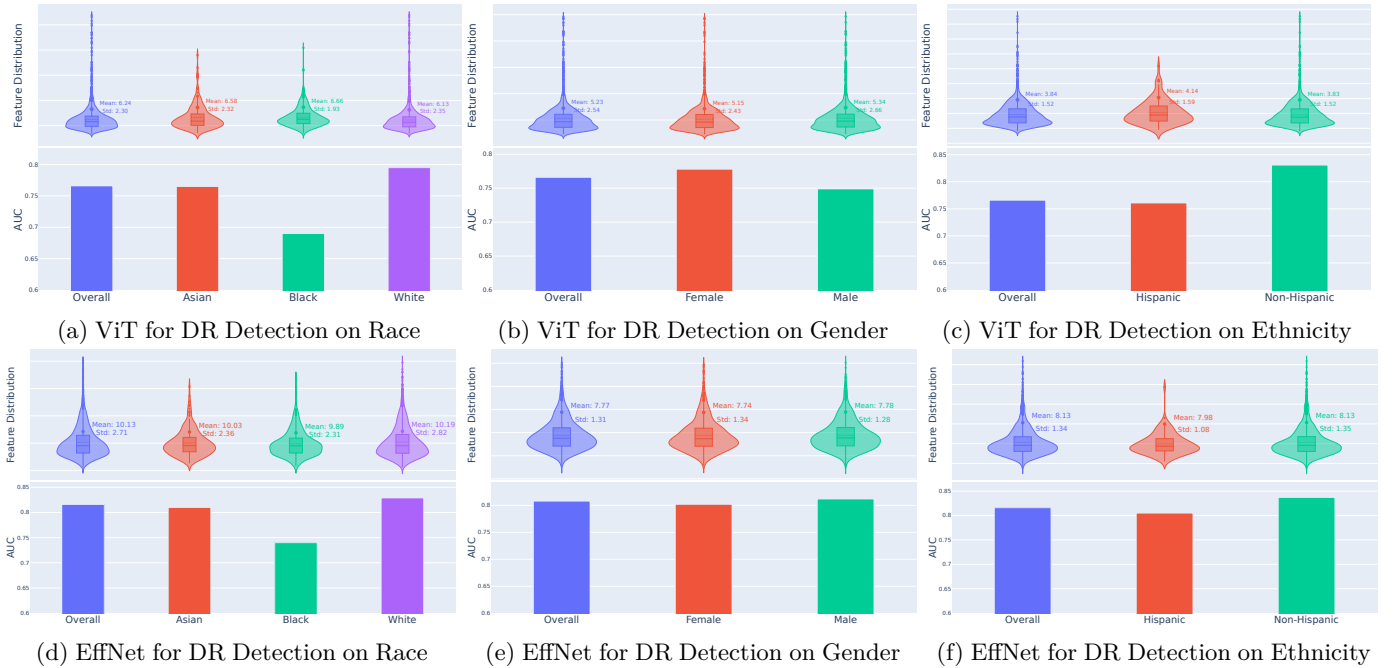 Feature Distribution
Mean: 6.24
Std: 2.30
Mean: 6.58
Std: 2.32
Mean: 6.66
Std: 1.93
Mean: 6.13
Std: 2.35
AUC
0.8
0.75
0.7
0.65
0.6
Overall Asian Black White
(a) ViT for DR Detection on Race
Feature Distribution
Mean: 5.23
Std: 2.54
Mean: 5.15
Std: 2.43
Mean: 5.34
Std: 2.66
AUC
0.8
0.75
0.7
0.65
0.6
Overall Female Male
(b) ViT for DR Detection on Gender
Feature Distribution
Mean: 3.84
Std: 1.52
Mean: 4.14
Std: 1.59
Mean: 3.83
Std: 1.52
AUC
0.85
0.8
0.75
0.7
0.65
0.6
Overall Hispanic Non-Hispanic
(c) ViT for DR Detection on Ethnicity
Feature Distribution
Mean: 10.13
Std: 2.71
Mean: 10.03
Std: 2.36
Mean: 9.89
Std: 2.31
Mean: 10.19
Std: 2.82
AUC
0.85
0.8
0.75
0.7
0.65
0.6
Overall Asian Black White
(d) EffNet for DR Detection on Race
Feature Distribution
Mean: 7.77
Std: 1.31
Mean: 7.74
Std: 1.34
Mean: 7.78
Std: 1.28
AUC
0.8
0.75
0.7
0.65
0.6
Overall Female Male
(e) EffNet for DR Detection on Gender
Feature Distribution
Mean: 8.13
Std: 1.34
Mean: 7.98
Std: 1.08
Mean: 8.13
Std: 1.35
AUC
0.85
0.8
0.75
0.7
0.65
0.6
Overall Hispanic Non-Hispanic
(f) EffNet for DR Detection on Ethnicity